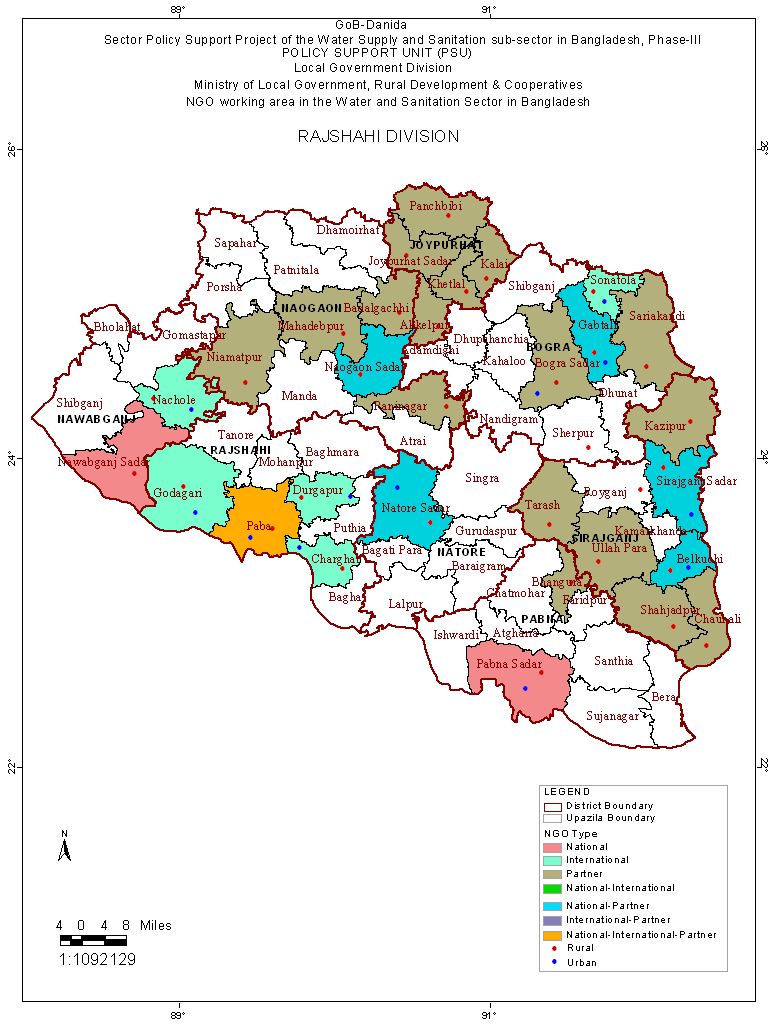 89°
91°
GoB-Danida
Sector Policy Support Project of the Water Supply and Sanitation sub-sector in Bangladesh, Phase-III
POLICY SUPPORT UNIT (PSU)
Local Government Division
Ministry of Local Government, Rural Development & Cooperatives
NGO working area in the Water and Sanitation Sector in Bangladesh
RAJSHAHI DIVISION
26°
26°
Panchbibi
Dhamoirhat
Sapahar
JOYPURHAT
Joypurhat Sadar
Patnitala
Kalai
Porsha
Khetlal
Shibganj
Sonatola
NAOGAON
Badalgachhi
Sariakandi
Bholahat
Mahadebpur
Akkelpur
Gabtali
Gomastapur
Dhupchanchia
Niamatpur
Adamdighi
BOGRA
Naogaon Sadar
Kahaloo
Bogra Sadar
Manda
Dhunat
Shibganj
Nachole
Raninagar
NAWABGANJ
Nandigram
Kazipur
Tanore
Atrai
Sherpur
RAJSHAHI
Baghmara
Nawabganj Sadar
Mohanpur
Singra
Sirajganj Sadar
Godagari
Durgapur
Royganj
Natore Sadar
Tarash
Paba
Puthia
Gurudaspur
Kamarkhanda
SIRAJGANJ
Charghat
Bagati Para
NATORE
Ullah Para
Belkuchi
Baraigram
Bhangura
Bagha
Chatmohar
Lalpur
Faridpur
Shahjadpur
PABNA
Chauhali
Ishwardi
Atgharia
Pabna Sadar
Santhia
Bera
Sujanagar
24°
24°
22°
22°
LEGEND
District Boundary
Upazila Boundary
NGO Type
National
International
Partner
National-International
National-Partner
International-Partner
National-International-Partner
Rural
Urban
N
4 0 4 8 Miles
1:1092129
89°
91°